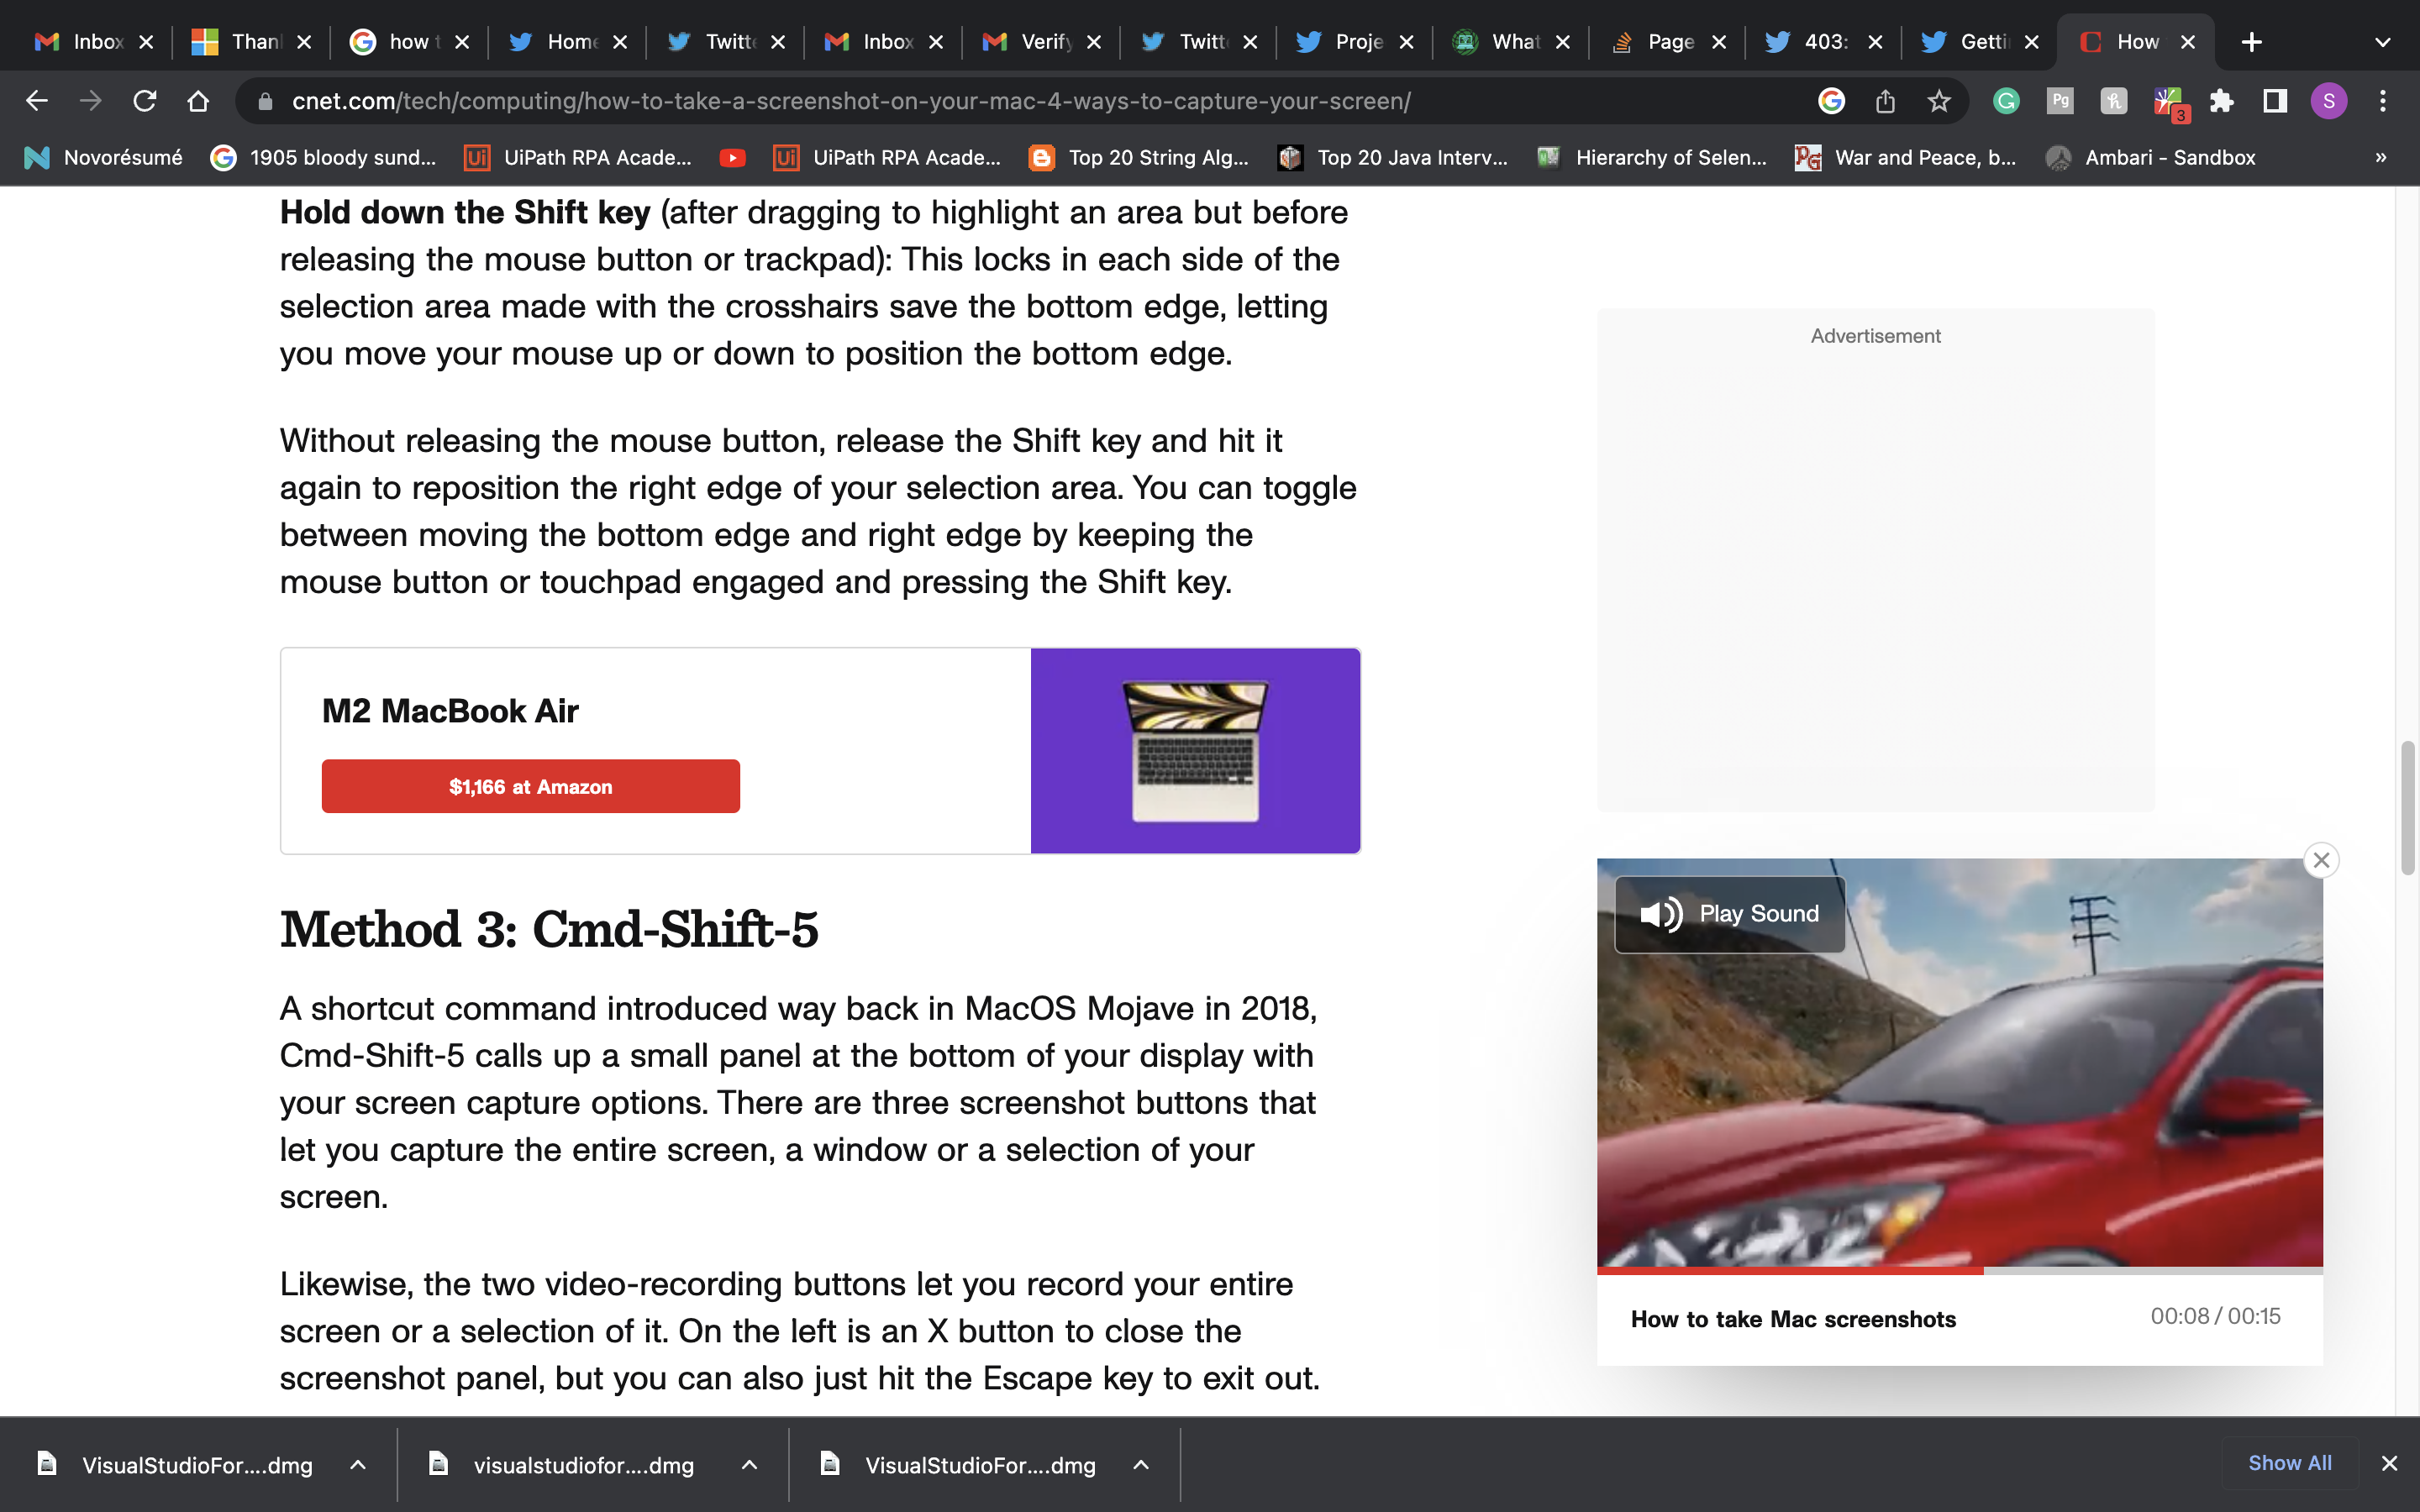 Inbox
Than
how t
Home
Twitte
Inbox
Verify
Twitt
Proje
What
Page
403:
Getti
How
cnet.com/tech/computing/how-to-take-a-screenshot-on-your-mac-4-ways-to-capture-your-screen/
Pg
3
S
Novorésumé
1905 bloody sund...
UiPath RPA Acade...
UiPath RPA Acade...
Top 20 String Alg...
Top 20 Java Interv...
Hierarchy of Selen...
War and Peace, b...
Ambari - Sandbox
»
Hold down the Shift key (after dragging to highlight an area but before
releasing the mouse button or trackpad): This locks in each side of the
selection area made with the crosshairs save the bottom edge, letting
you move your mouse up or down to position the bottom edge.
Without releasing the mouse button, release the Shift key and hit it
again to reposition the right edge of your selection area. You can toggle
between moving the bottom edge and right edge by keeping the
mouse button or touchpad engaged and pressing the Shift key.
M2 MacBook Air
$1,166 at Amazon
Method 3: Cmd-Shift-5
A shortcut command introduced way back in MacOS Mojave in 2018,
Cmd-Shift-5 calls up a small panel at the bottom of your display with
your screen capture options. There are three screenshot buttons that
let you capture the entire screen, a window or a selection of your
screen.
Likewise, the two video-recording buttons let you record your entire
screen or a selection of it. On the left is an X button to close the
screenshot panel, but you can also just hit the Escape key to exit out.
Advertisement
Play Sound
How to take Mac screenshots
00:08 / 00:15
VisualStudioFor....dmg
visualstudiofor....dmg
VisualStudioFor....dmg
Show All